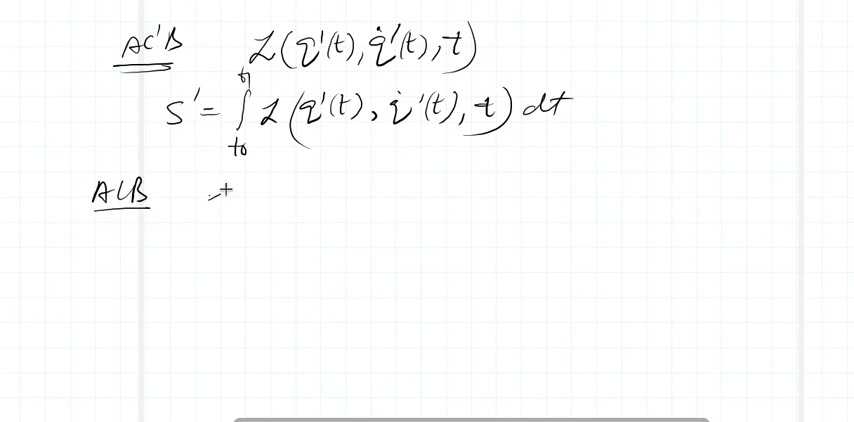 AC'B L(q'(t), q̇'(t), t)
S' = ∫_{t₀}^{t₁} L(q'(t), q̇'(t), t) dt
ACB